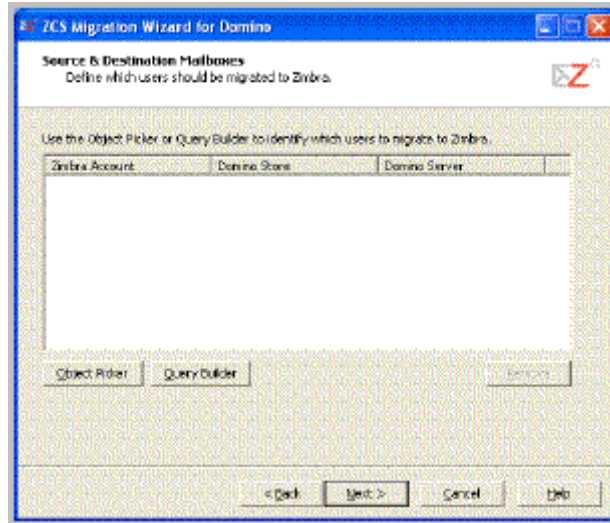 ZCS Migration Wizard for Domino
Source & Destination Mailboxes
Define which users should be migrated to Zimbra.
Z
Use the Object Picker or Query Builder to identify which users to migrate to Zimbra.
Zimbra Account Domino Store Domino Server
Object Picker Query Builder Remove
< Back Next > Cancel Help